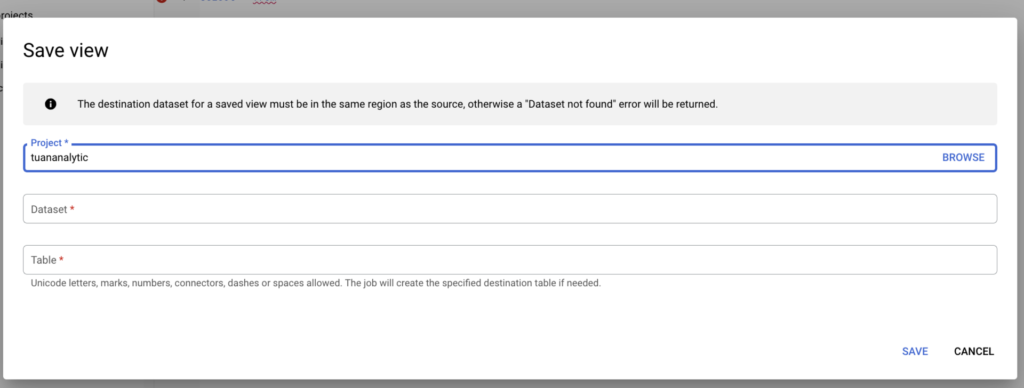 rojects
Save view
The destination dataset for a saved view must be in the same region as the source, otherwise a "Dataset not found" error will be returned.
Project *
tuananalytic
BROWSE
Dataset *
Table *
Unicode letters, marks, numbers, connectors, dashes or spaces allowed. The job will create the specified destination table if needed.
SAVE CANCEL